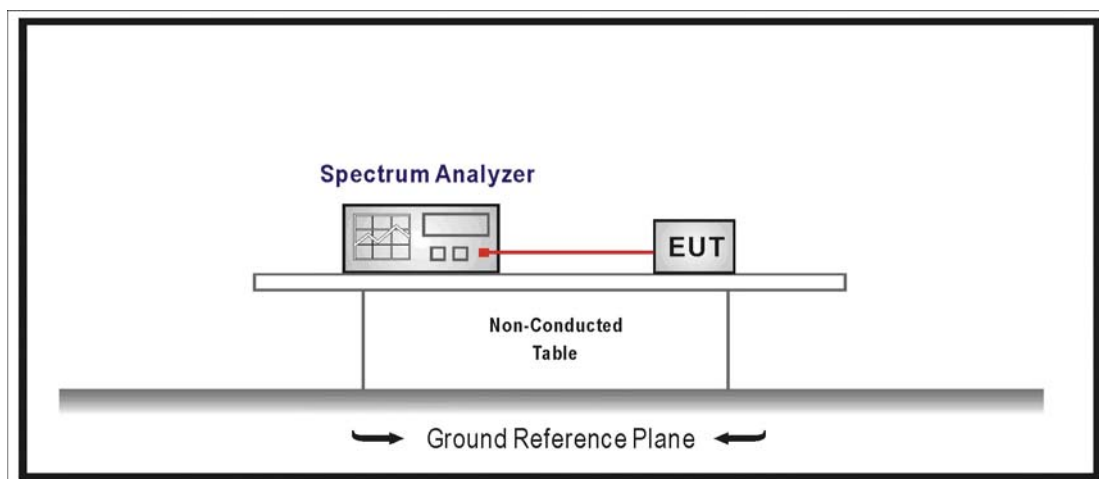 Spectrum Analyzer
EUT
Non-Conducted
Table
Ground Reference Plane